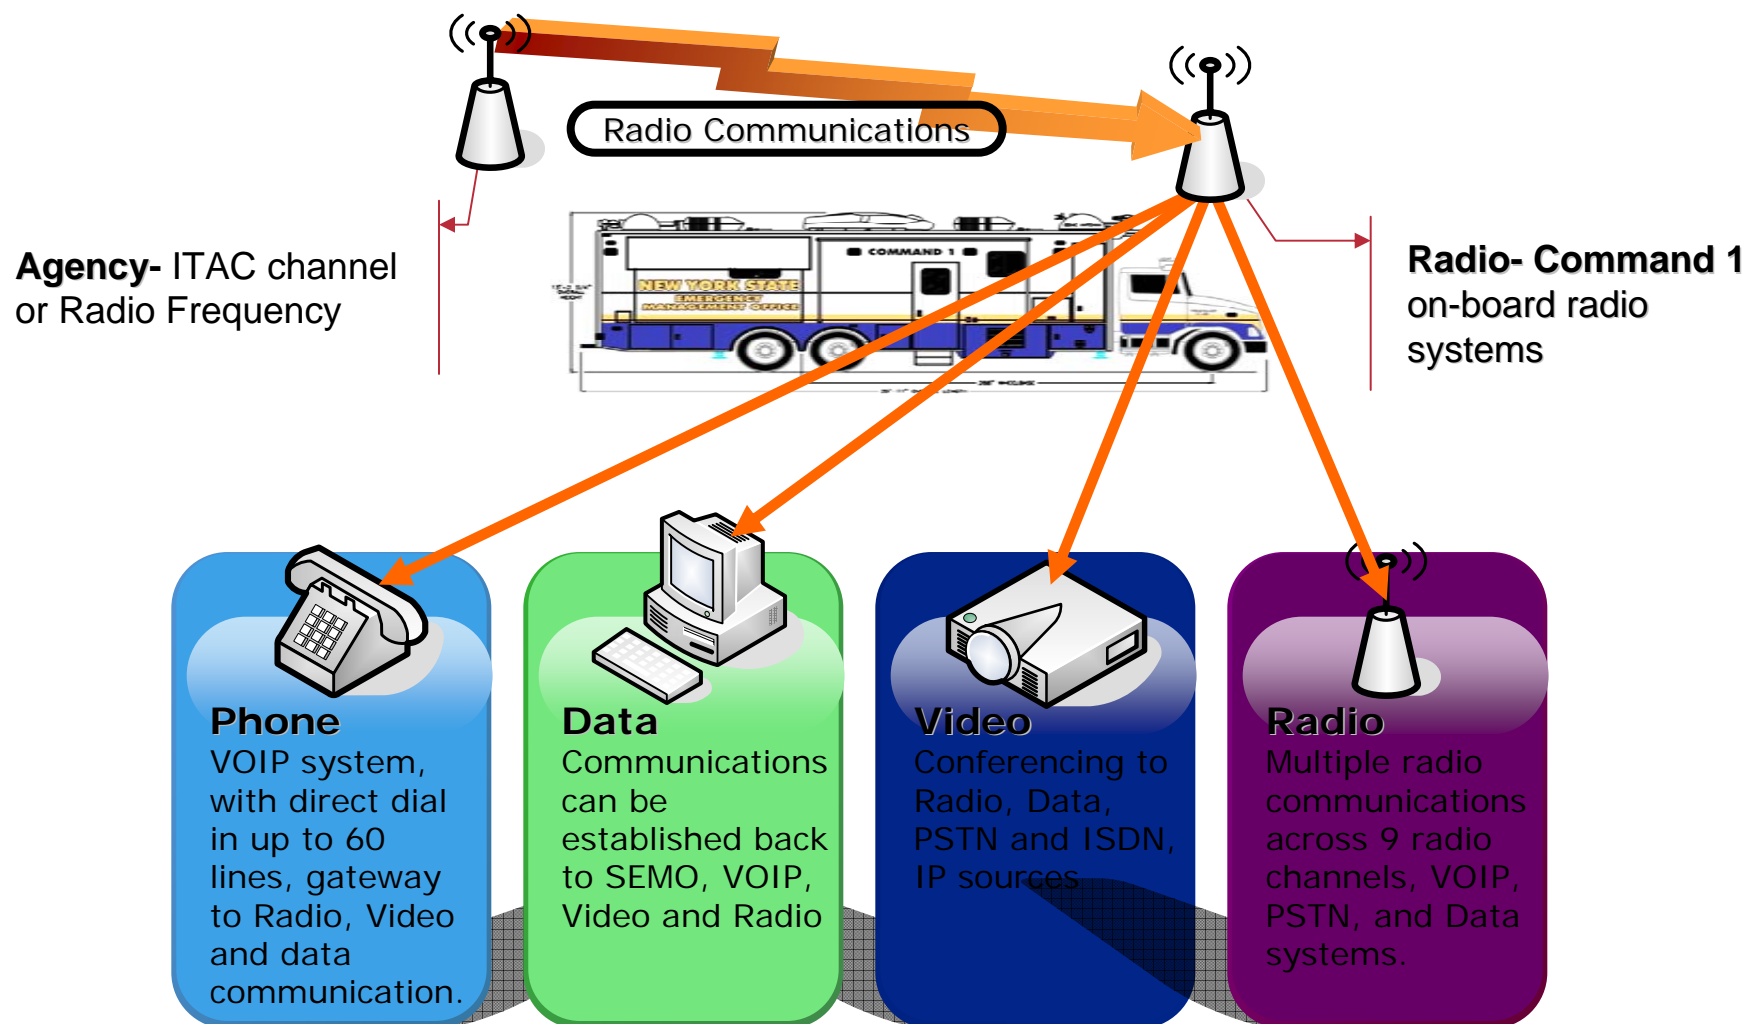 Radio Communications
Agency- ITAC channel
or Radio Frequency
COMMAND 1
NEW YORK STATE
EMERGENCY
MANAGEMENT OFFICE
Radio- Command 1
on-board radio
systems
Phone
VOIP system,
with direct dial
in up to 60
lines, gateway
to Radio, Video
and data
communication.
Data
Communications
can be
established back
to SEMO, VOIP,
Video and Radio
Video
Conferencing to
Radio, Data,
PSTN and ISDN,
IP sources
Radio
Multiple radio
communications
across 9 radio
channels, VOIP,
PSTN, and Data
systems.